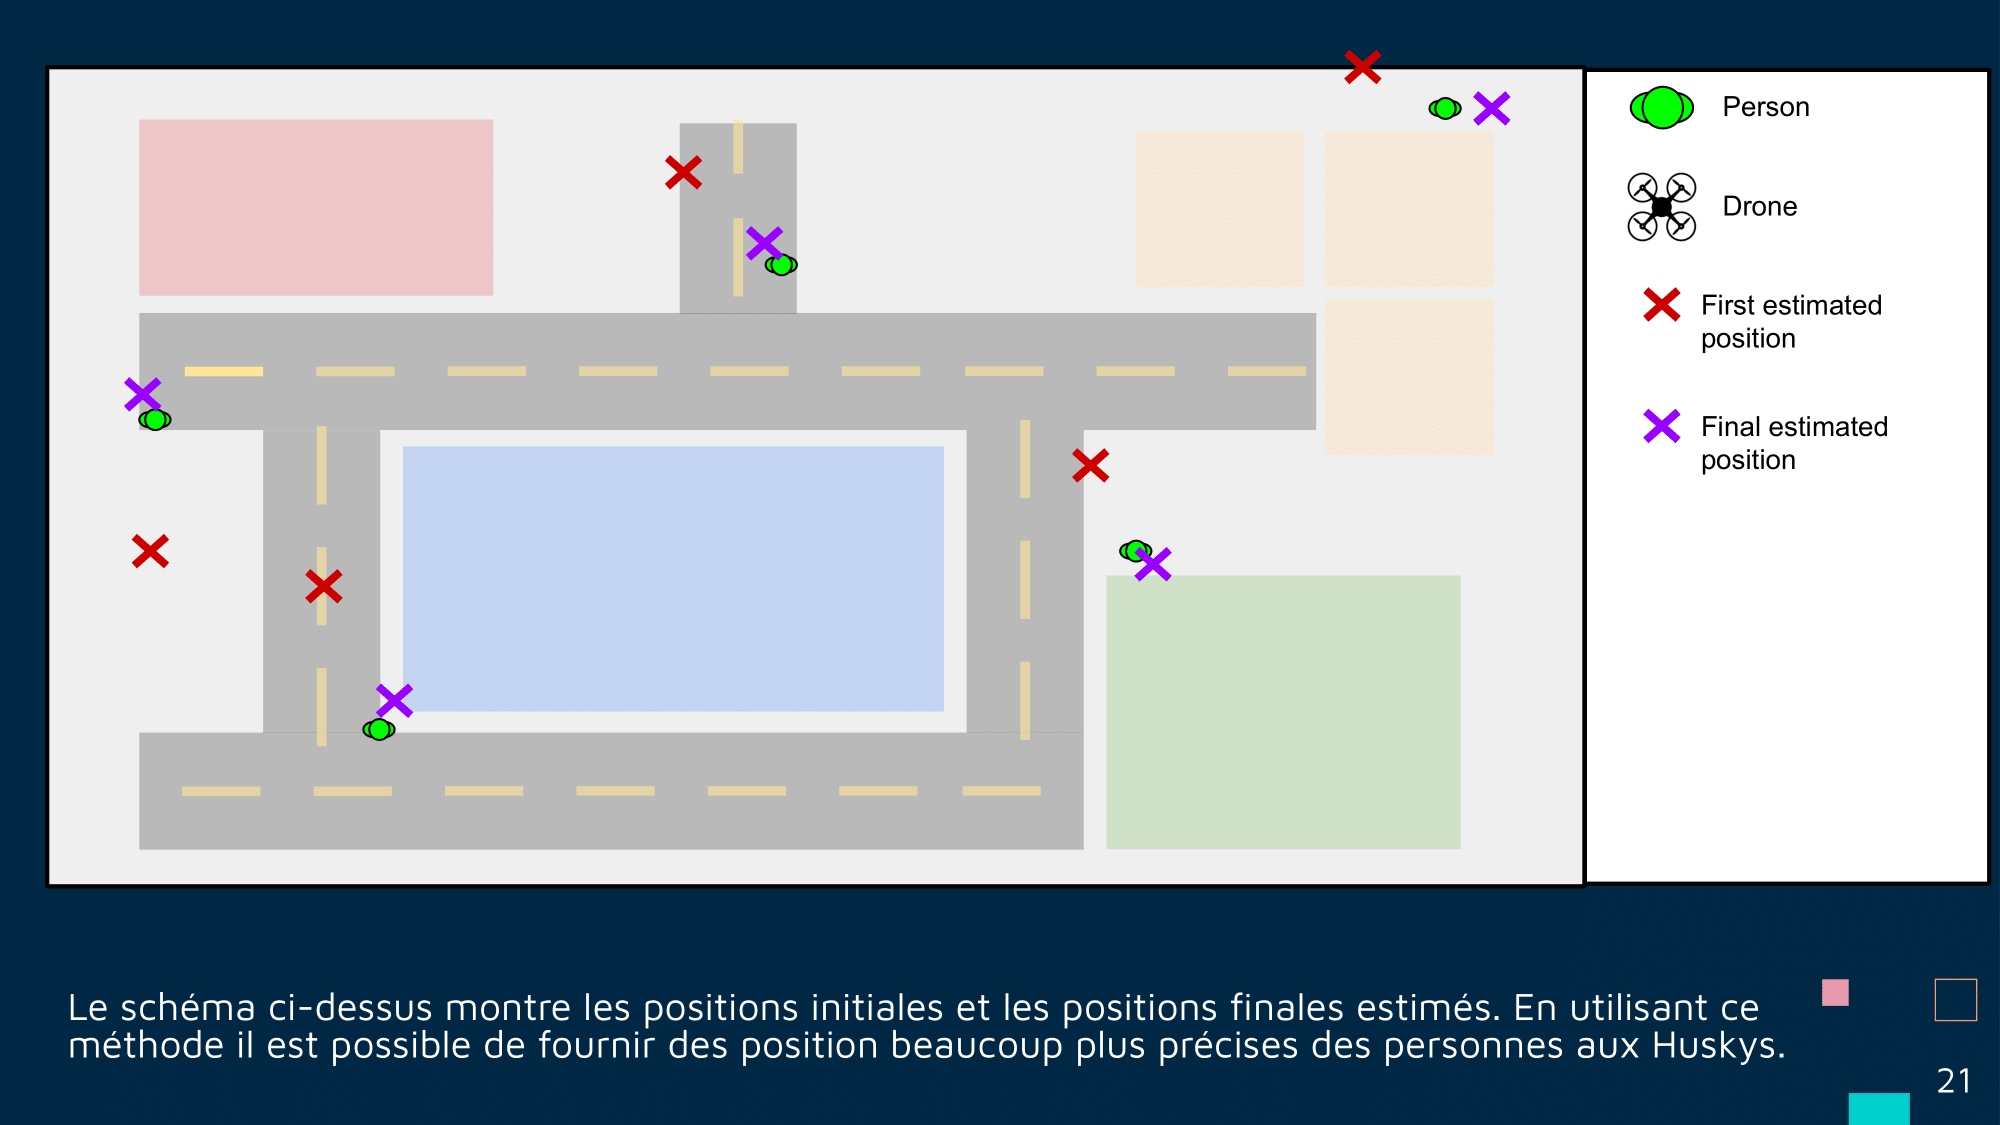 Person
Drone
First estimated
position
Final estimated
position
Le schéma ci-dessus montre les positions initiales et les positions finales estimés. En utilisant ce
méthode il est possible de fournir des position beaucoup plus précises des personnes aux Huskys.
21